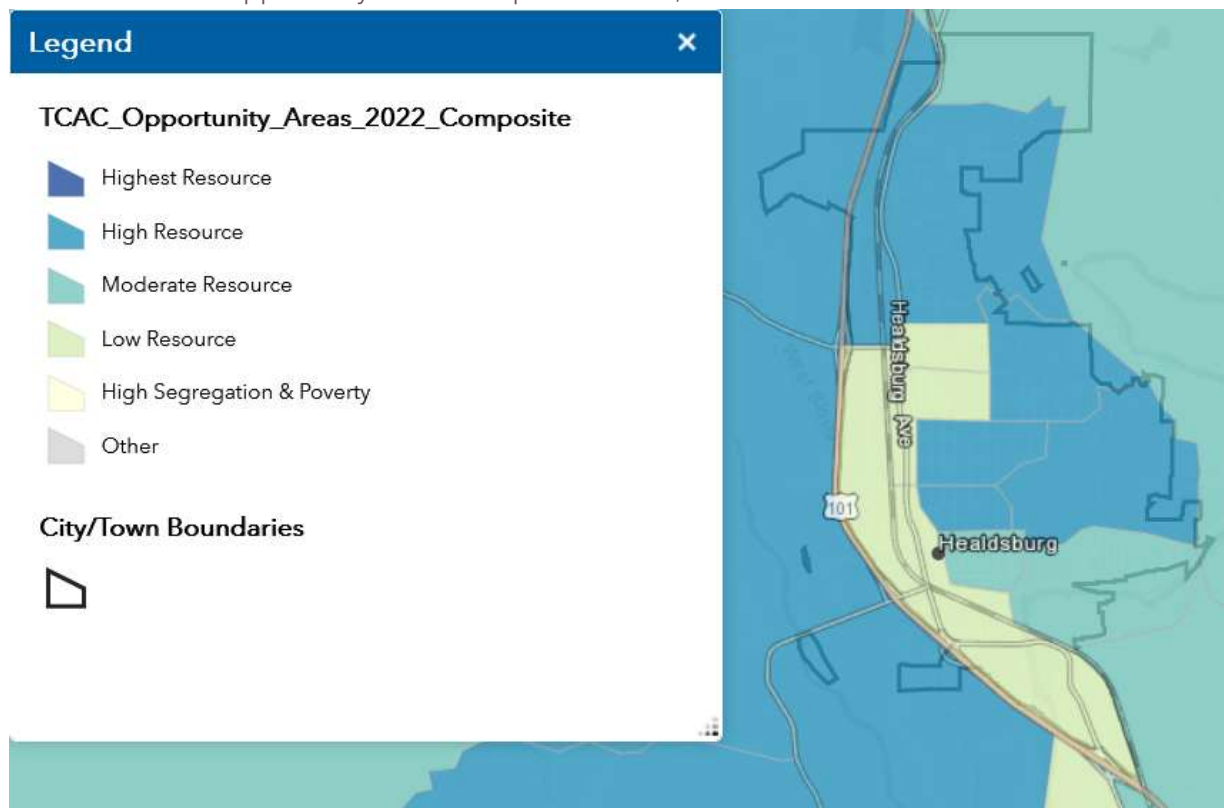 Legend
TCAC_Opportunity_Areas_2022_Composite
Highest Resource
High Resource
Moderate Resource
Low Resource
High Segregation & Poverty
Other
City/Town Boundaries
Healdsburg Ave
101
Healdsburg